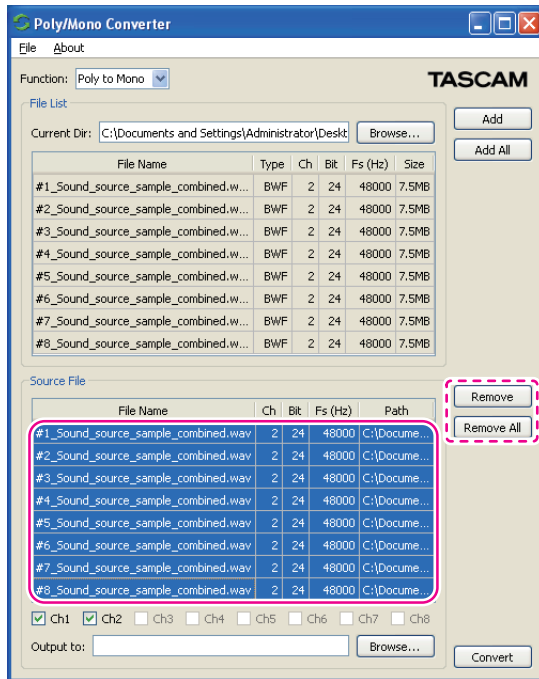 Poly/Mono Converter
File About
Function: Poly to Mono
TASCAM
File List
Current Dir: C:\Documents and Settings\Administrator\Deskt Browse...
Add
Add All
File Name Type Ch Bit Fs (Hz) Size
#1_Sound_source_sample_combined.w... BWF 2 24 48000 7.5MB
#2_Sound_source_sample_combined.w... BWF 2 24 48000 7.5MB
#3_Sound_source_sample_combined.w... BWF 2 24 48000 7.5MB
#4_Sound_source_sample_combined.w... BWF 2 24 48000 7.5MB
#5_Sound_source_sample_combined.w... BWF 2 24 48000 7.5MB
#6_Sound_source_sample_combined.w... BWF 2 24 48000 7.5MB
#7_Sound_source_sample_combined.w... BWF 2 24 48000 7.5MB
#8_Sound_source_sample_combined.w... BWF 2 24 48000 7.5MB
Source File
Remove
Remove All
File Name Ch Bit Fs (Hz) Path
#1_Sound_source_sample_combined.wav 2 24 48000 C:\Docume...
#2_Sound_source_sample_combined.wav 2 24 48000 C:\Docume...
#3_Sound_source_sample_combined.wav 2 24 48000 C:\Docume...
#4_Sound_source_sample_combined.wav 2 24 48000 C:\Docume...
#5_Sound_source_sample_combined.wav 2 24 48000 C:\Docume...
#6_Sound_source_sample_combined.wav 2 24 48000 C:\Docume...
#7_Sound_source_sample_combined.wav 2 24 48000 C:\Docume...
#8_Sound_source_sample_combined.wav 2 24 48000 C:\Docume...
Ch1 Ch2 Ch3 Ch4 Ch5 Ch6 Ch7 Ch8
Output to: Browse...
Convert